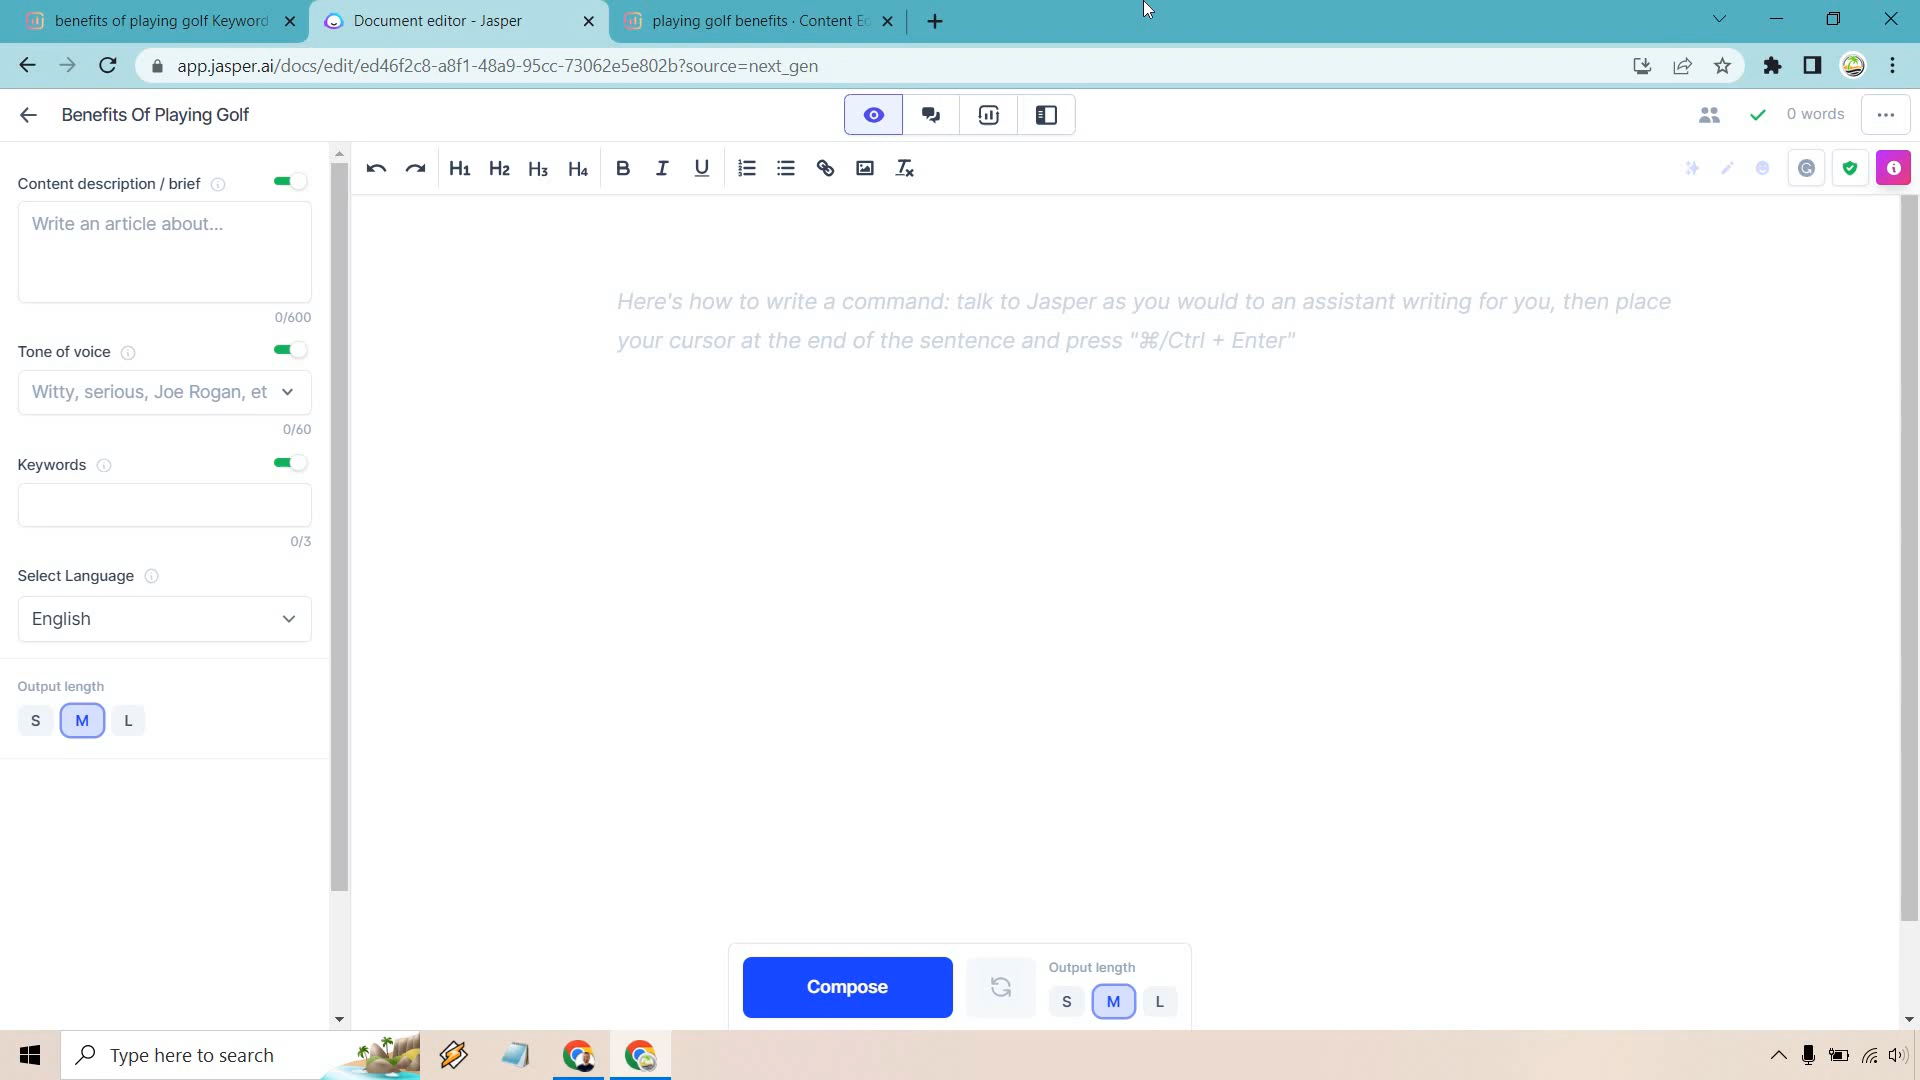 benefits of playing golf Keyword
Document editor - Jasper
playing golf benefits · Content Ed
app.jasper.ai/docs/edit/ed46f2c8-a8f1-48a9-95cc-73062e5e802b?source=next_gen
Benefits Of Playing Golf
0 words
Content description / brief
H1 H2 H3 H4 B I U
Write an article about...
0/600
Here's how to write a command: talk to Jasper as you would to an assistant writing for you, then place
your cursor at the end of the sentence and press "⌘/Ctrl + Enter"
Tone of voice
Witty, serious, Joe Rogan, et
0/60
Keywords
0/3
Select Language
English
Output length
S M L
Compose
Output length
S M L
Type here to search